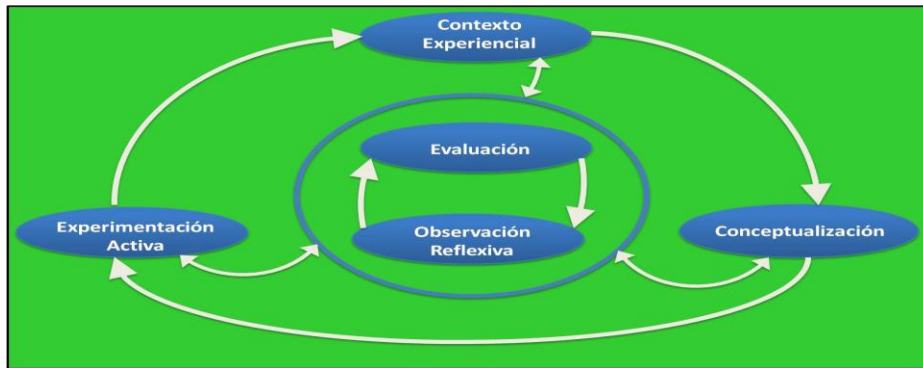 Contexto
Experiencial
Evaluación
Experimentación
Activa
Observación
Reflexiva
Conceptualización